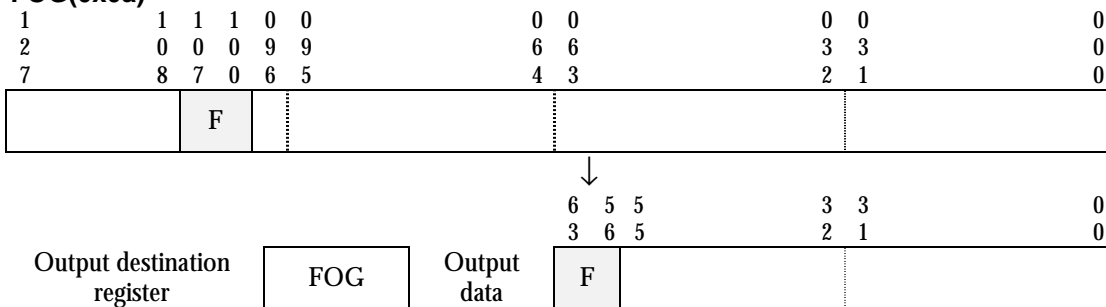 FOG(0x0a)
1 1 1 1 0 0 0 0 0 0 0
2 0 0 0 9 9 6 6 3 3 0
7 8 7 0 6 5 4 3 2 1 0
F
↓
6 5 5 3 3 0
3 6 5 2 1 0
Output destination register
FOG
Output data
F